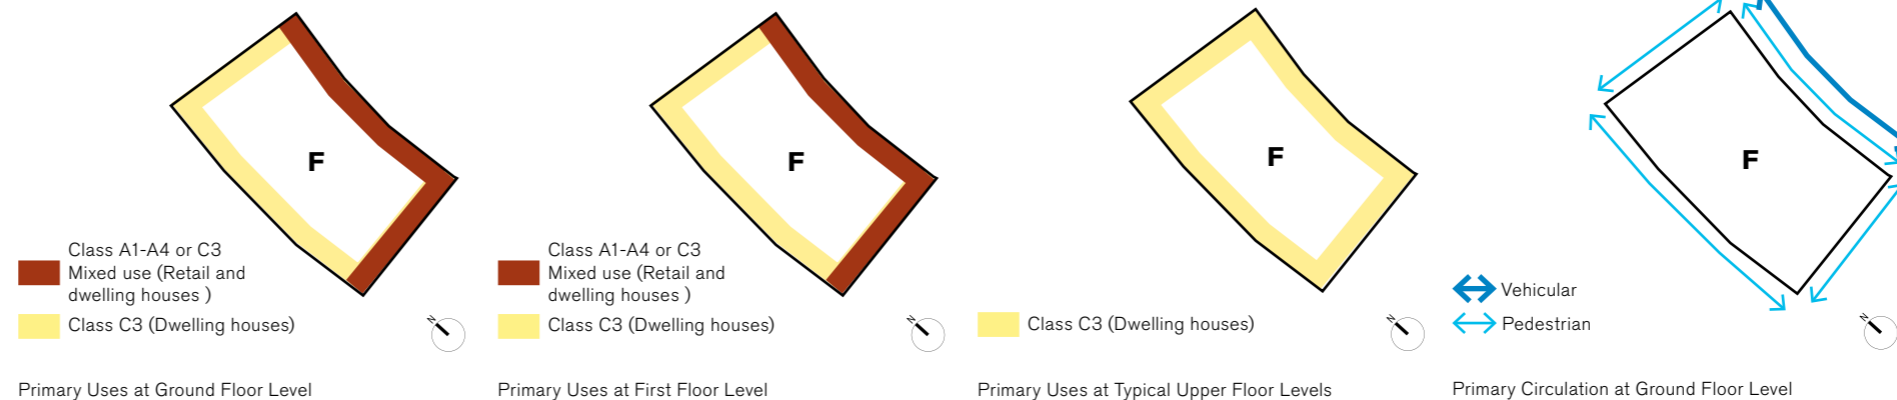 F
Class A1-A4 or C3
Mixed use (Retail and
dwelling houses )
Class C3 (Dwelling houses)
N
Primary Uses at Ground Floor Level
F
Class A1-A4 or C3
Mixed use (Retail and
dwelling houses )
Class C3 (Dwelling houses)
N
Primary Uses at First Floor Level
F
Class C3 (Dwelling houses)
N
Primary Uses at Typical Upper Floor Levels
F
Vehicular
Pedestrian
N
Primary Circulation at Ground Floor Level